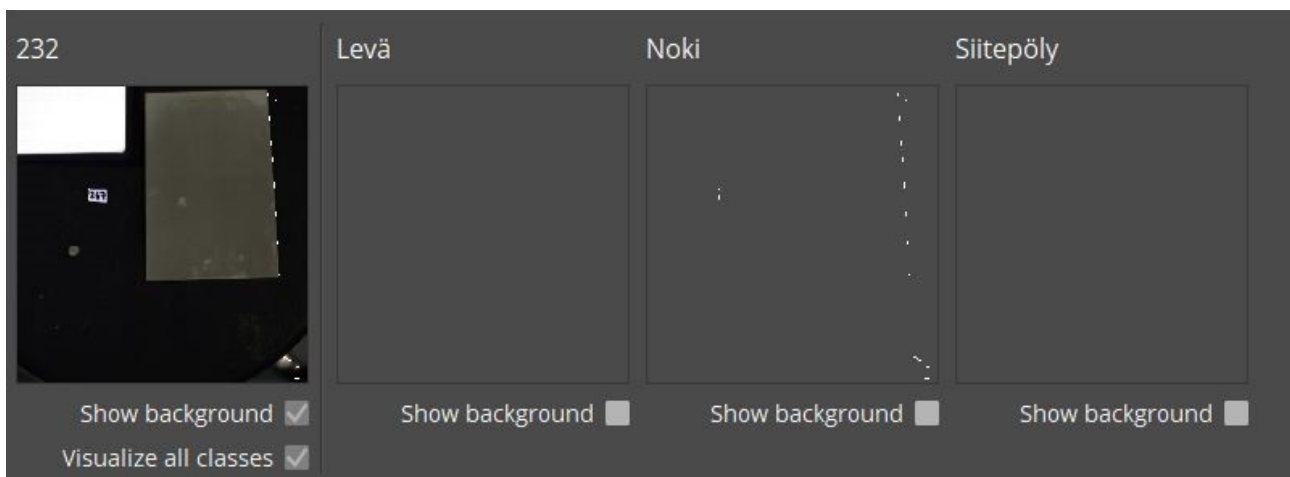 232
Levä
Noki
Siitepöly
Show background
Show background
Show background
Show background
Visualize all classes